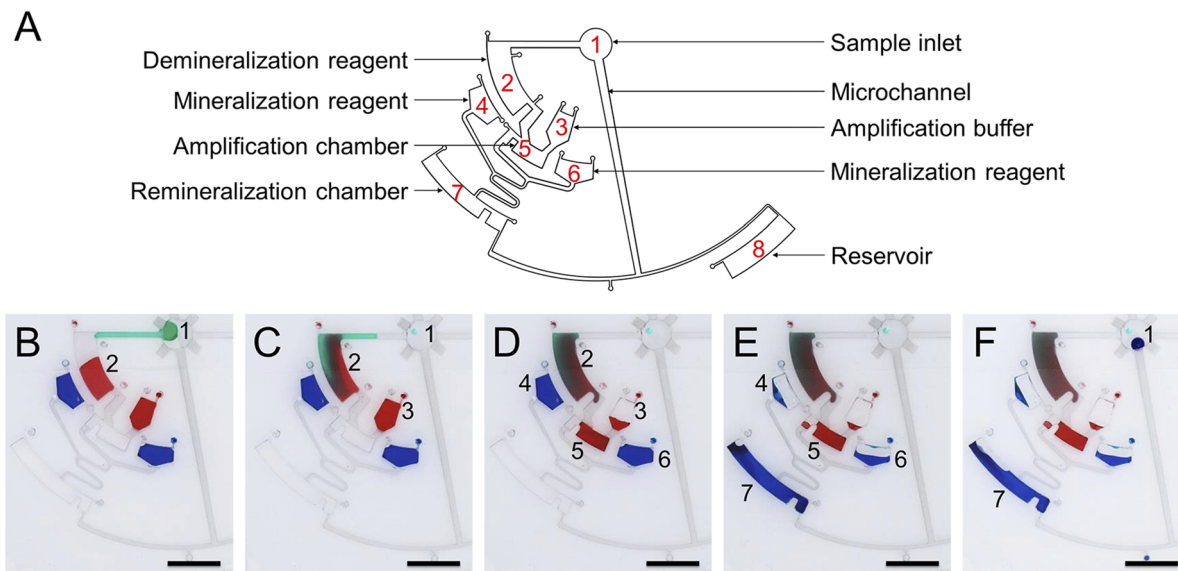 A
Demineralization reagent
Mineralization reagent
Amplification chamber
Remineralization chamber
1
2
3
4
5
6
7
8
Sample inlet
Microchannel
Amplification buffer
Mineralization reagent
Reservoir
B
1
2
C
1
2
3
D
2
4
3
5
6
E
4
5
6
7
F
1
7